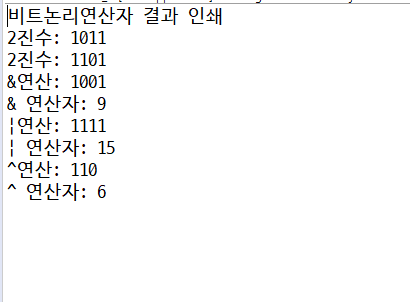 비트논리연산자 결과 인쇄
2진수: 1011
2진수: 1101
&연산: 1001
& 연산자: 9
|연산: 1111
| 연산자: 15
^연산: 110
^ 연산자: 6